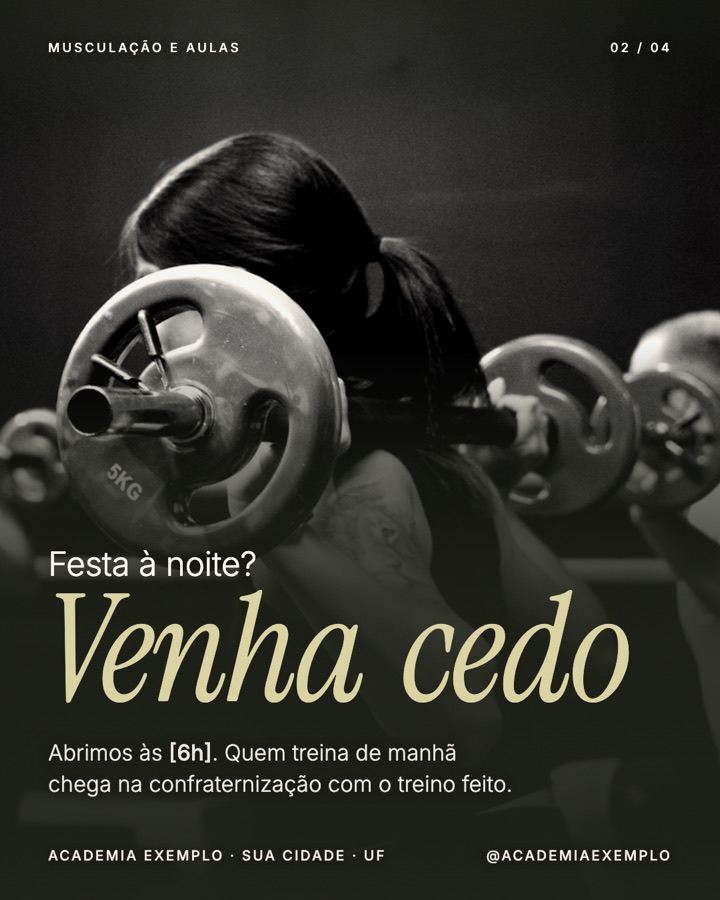 MUSCULAÇÃO E AULAS
02 / 04
5KG
Festa à noite?
Venha cedo
Abrimos às [6h]. Quem treina de manhã
chega na confraternização com o treino feito.
ACADEMIA EXEMPLO · SUA CIDADE · UF
@ACADEMIAEXEMPLO